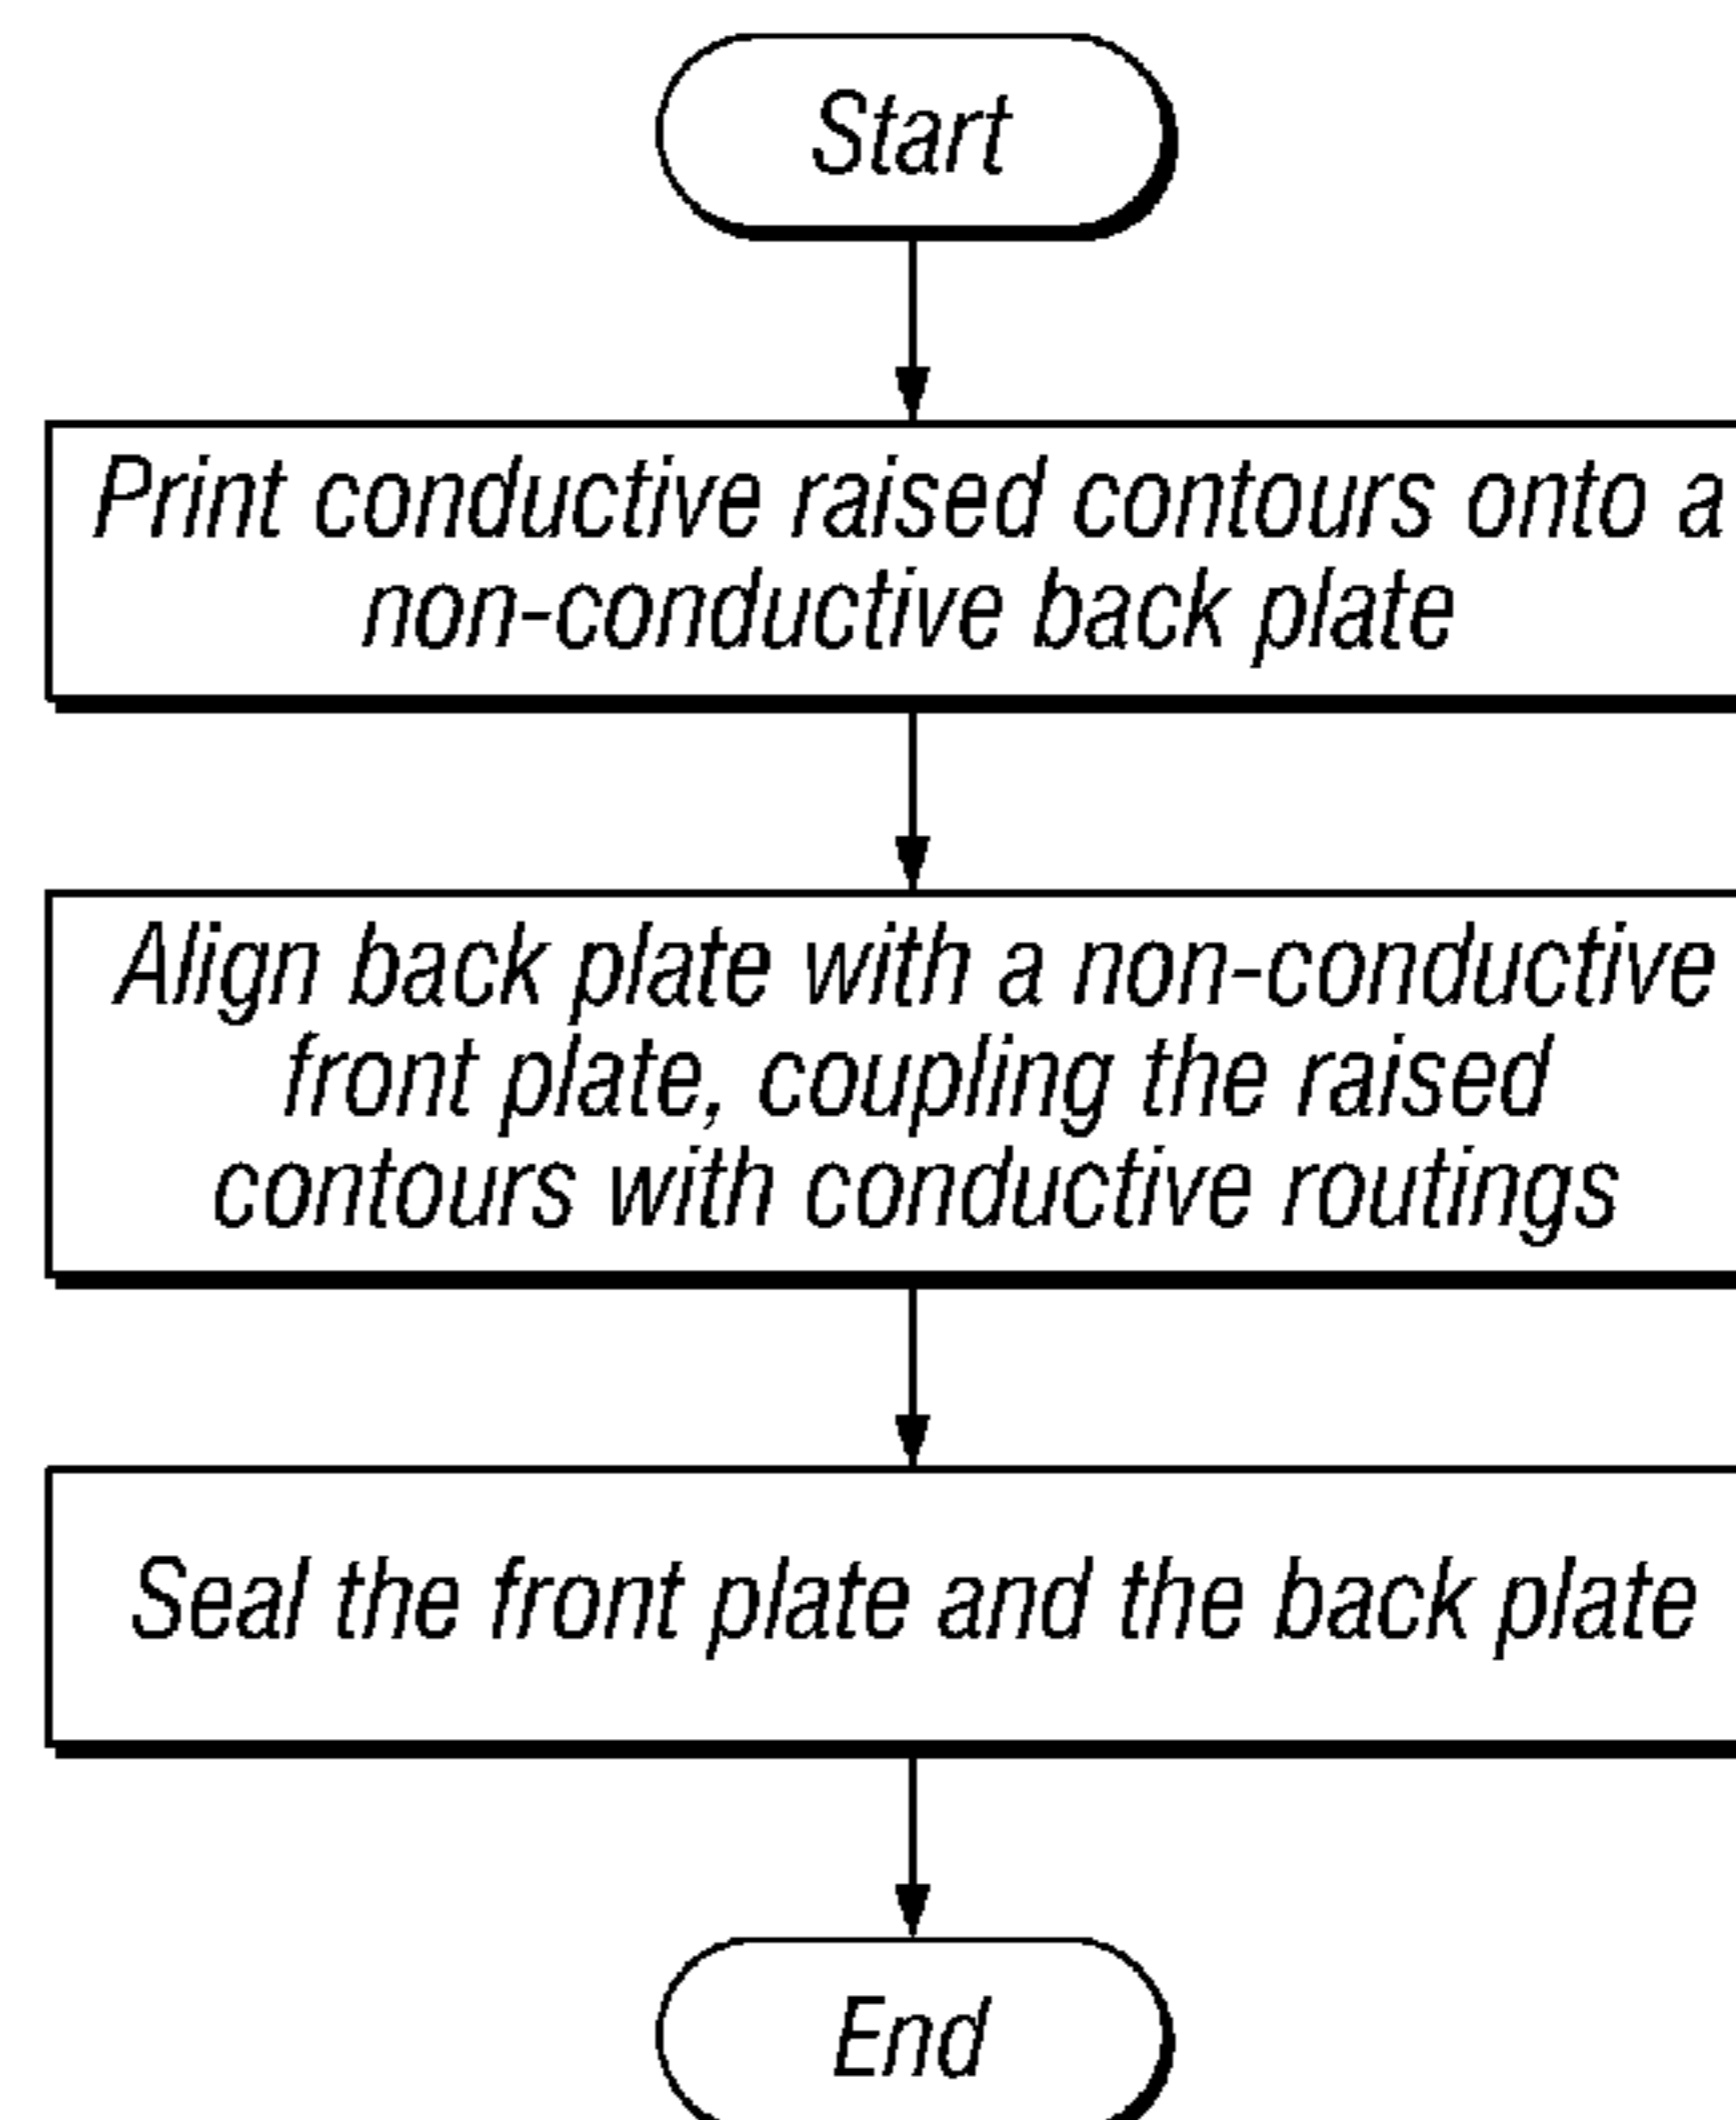 Start
Print conductive raised contours onto a
non-conductive back plate
Align back plate with a non-conductive
front plate, coupling the raised
contours with conductive routings
Seal the front plate and the back plate
End